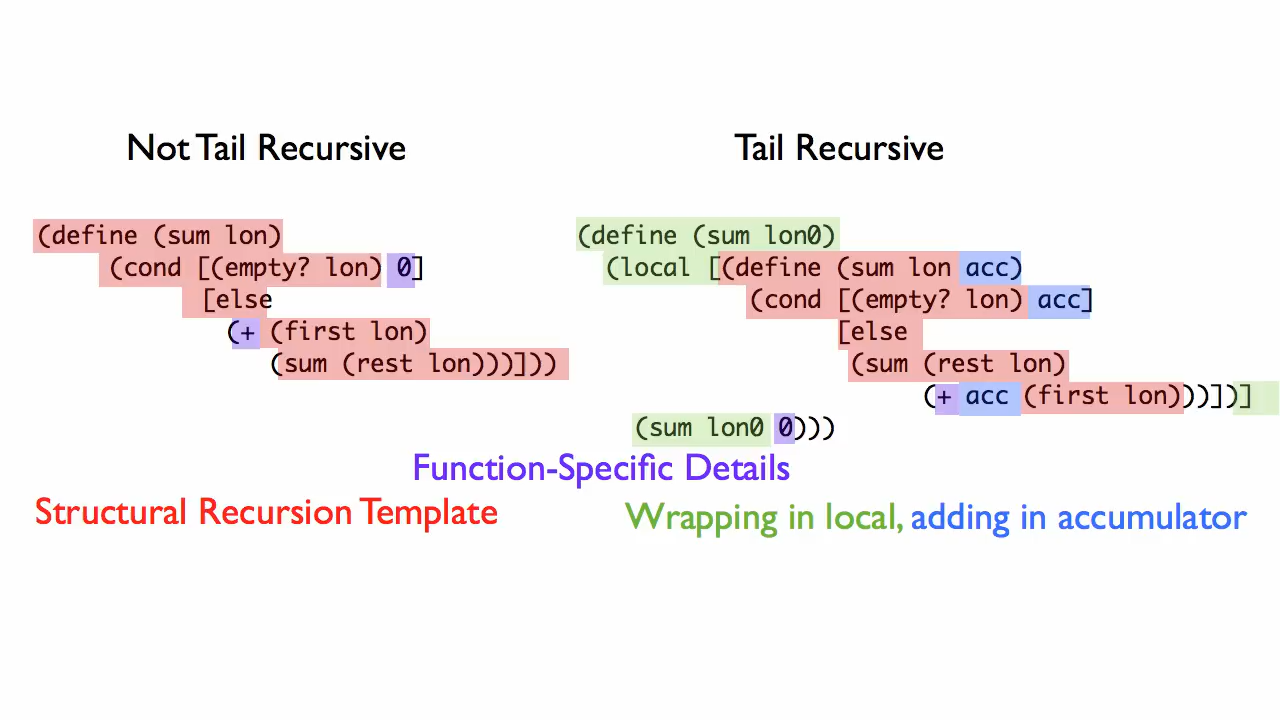 Not Tail Recursive
(define (sum lon)
(cond [(empty? lon) 0]
[else
(+ (first lon)
(sum (rest lon)))]))
Tail Recursive
(define (sum lon0)
(local [(define (sum lon acc)
(cond [(empty? lon) acc]
[else
(sum (rest lon)
(+ acc (first lon)))])]
(sum lon0 0)))
Function-Specific Details
Structural Recursion Template
Wrapping in local, adding in accumulator